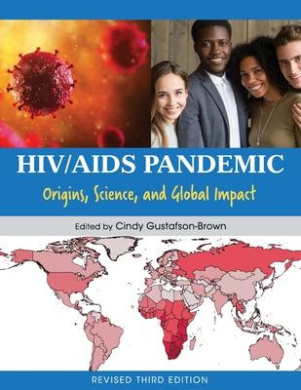 HIV/AIDS PANDEMIC
Origins, Science, and Global Impact
Edited by Cindy Gustafson-Brown
REVISED THIRD EDITION